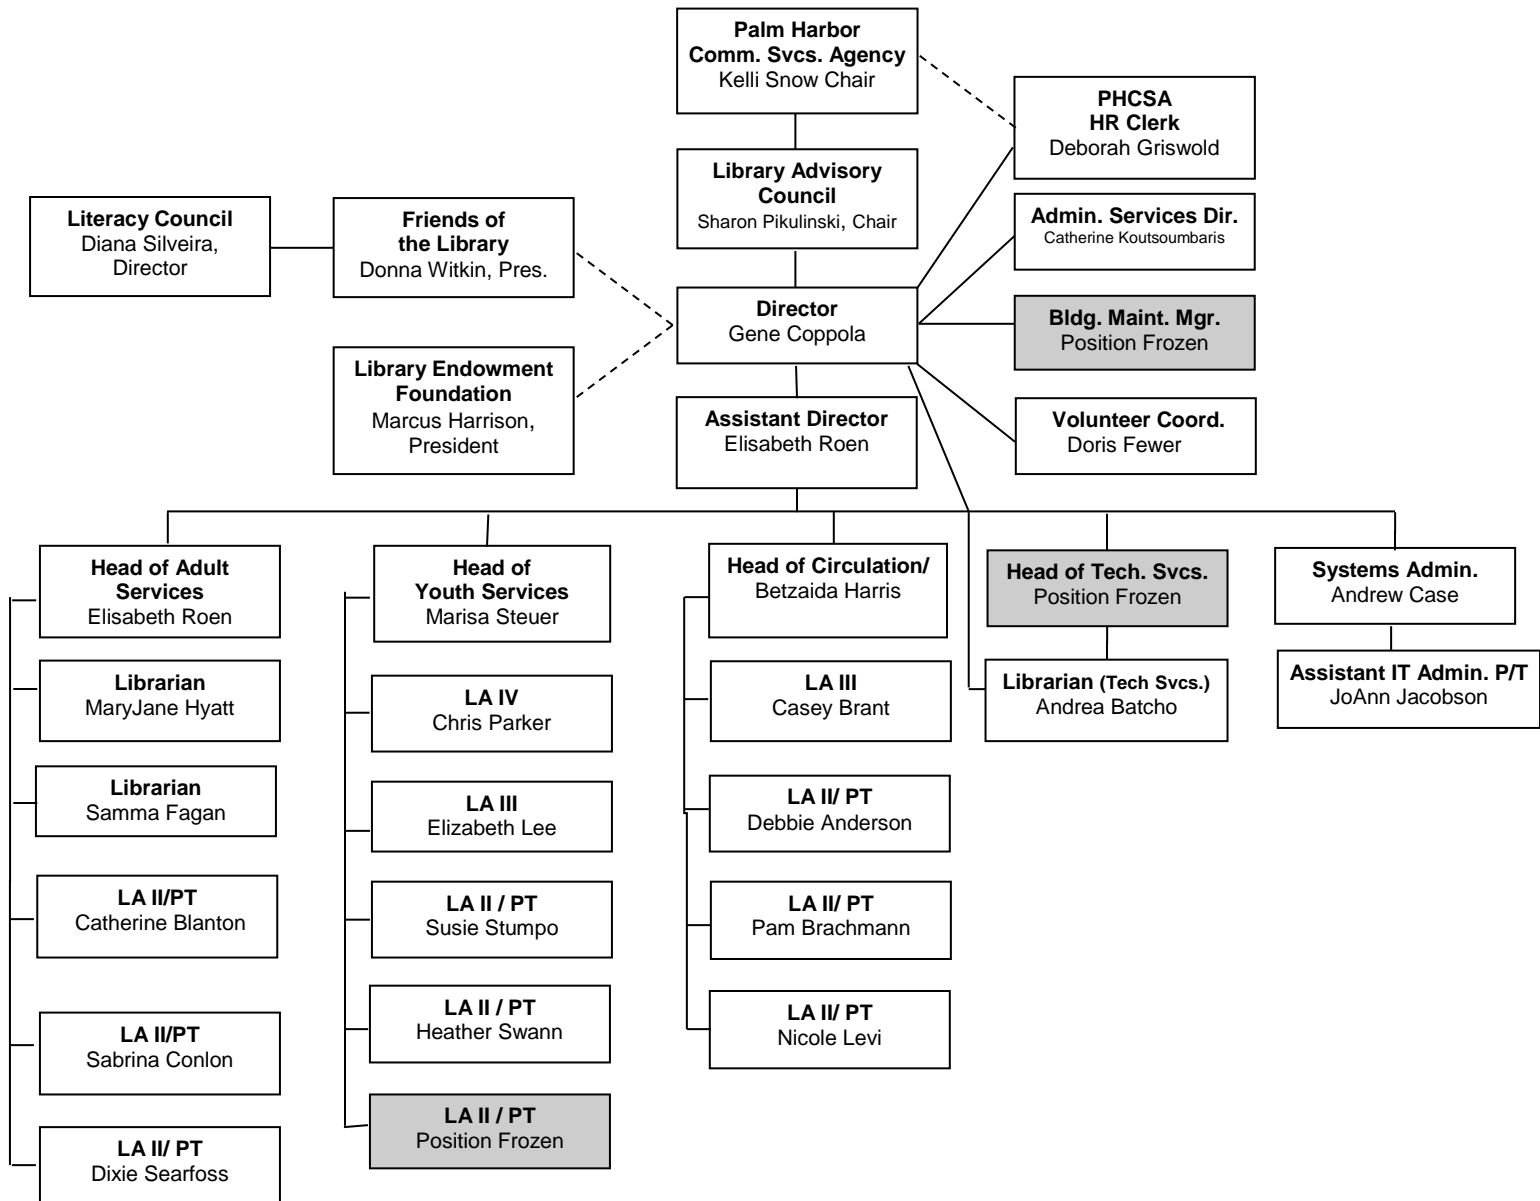 Palm Harbor
Comm. Svcs. Agency
Kelli Snow Chair
PHCSA
HR Clerk
Deborah Griswold
Library Advisory
Council
Sharon Pikulinski, Chair
Admin. Services Dir.
Catherine Koutsoumbaris
Literacy Council
Diana Silveira,
Director
Friends of
the Library
Donna Witkin, Pres.
Director
Gene Coppola
Bldg. Maint. Mgr.
Position Frozen
Library Endowment
Foundation
Marcus Harrison,
President
Assistant Director
Elisabeth Roen
Volunteer Coord.
Doris Fewer
Head of Adult
Services
Elisabeth Roen
Head of
Youth Services
Marisa Steuer
Head of Circulation/
Betzaida Harris
Head of Tech. Svcs.
Position Frozen
Systems Admin.
Andrew Case
Librarian
MaryJane Hyatt
LA IV
Chris Parker
LA III
Casey Brant
Librarian (Tech Svcs.)
Andrea Batcho
Assistant IT Admin. P/T
JoAnn Jacobson
Librarian
Samma Fagan
LA III
Elizabeth Lee
LA II/ PT
Debbie Anderson
LA II/PT
Catherine Blanton
LA II / PT
Susie Stumpo
LA II/ PT
Pam Brachmann
LA II/PT
Sabrina Conlon
LA II / PT
Heather Swann
LA II/ PT
Nicole Levi
LA II/ PT
Dixie Searfoss
LA II / PT
Position Frozen